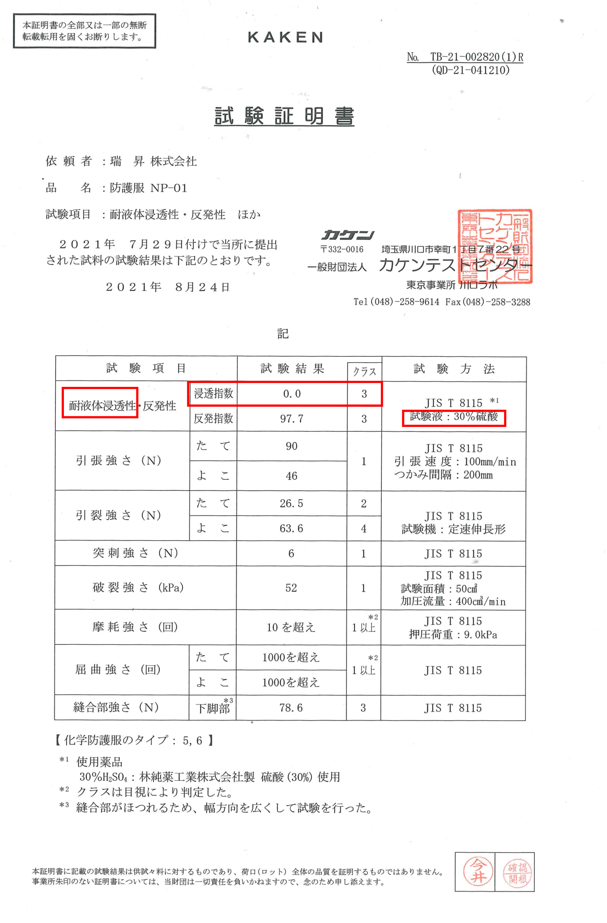 本証明書の全部又は一部の無断
転載転用を固くお断りします。
KAKEN
No. TB-21-002820(1)R
(QD-21-041210)
試験証明書
依頼者：瑞 昇 株式会社
品 名：防護服 NP-01
試験項目：耐液体浸透性・反発性 ほか
2021年 7月29日付けで当所に提出
された試料の試験結果は下記のとおりです。
2021年 8月24日
カケン
〒332-0016 埼玉県川口市幸町1丁目7番22号
一般財団法人 カケンテストセンター
東京事業所 川口ラボ
Tel(048)-258-9614 Fax(048)-258-3288
記
試験項目 試験結果 クラス 試験方法
耐液体浸透性・反発性 浸透指数 0.0 3 JIS T 8115 *1
試験液：30%硫酸
反発指数 97.7 3
引張強さ(N) たて 90 1 JIS T 8115
引張速度：100mm/min
つかみ間隔：200mm
よこ 46
引裂強さ(N) たて 26.5 2 JIS T 8115
試験機：定速伸長形
よこ 63.6 4
突刺強さ(N) 6 1 JIS T 8115
破裂強さ(kPa) 52 1 JIS T 8115
試験面積：50c㎡
加圧流量：400c㎡/min
摩耗強さ(回) 10を超え *2 1以上 JIS T 8115
押圧荷重：9.0kPa
屈曲強さ(回) たて 1000を超え *2 1以上 JIS T 8115
よこ 1000を超え
縫合部強さ(N) 下脚部 *3 78.6 3 JIS T 8115
【化学防護服のタイプ：5,6】
*1 使用薬品
30%H₂SO₄：林純薬工業株式会社製 硫酸(30%)使用
*2 クラスは目視により判定した。
*3 縫合部がほつれるため、幅方向を広くして試験を行った。
本証明書に記載の試験結果は供試々料に対するものであり、荷口(ロット)全体の品質を証明するものではありません。
事業所朱印のない証明書については、当財団は一切責任を負いかねますので、念のため申し添えます。
今井
確認